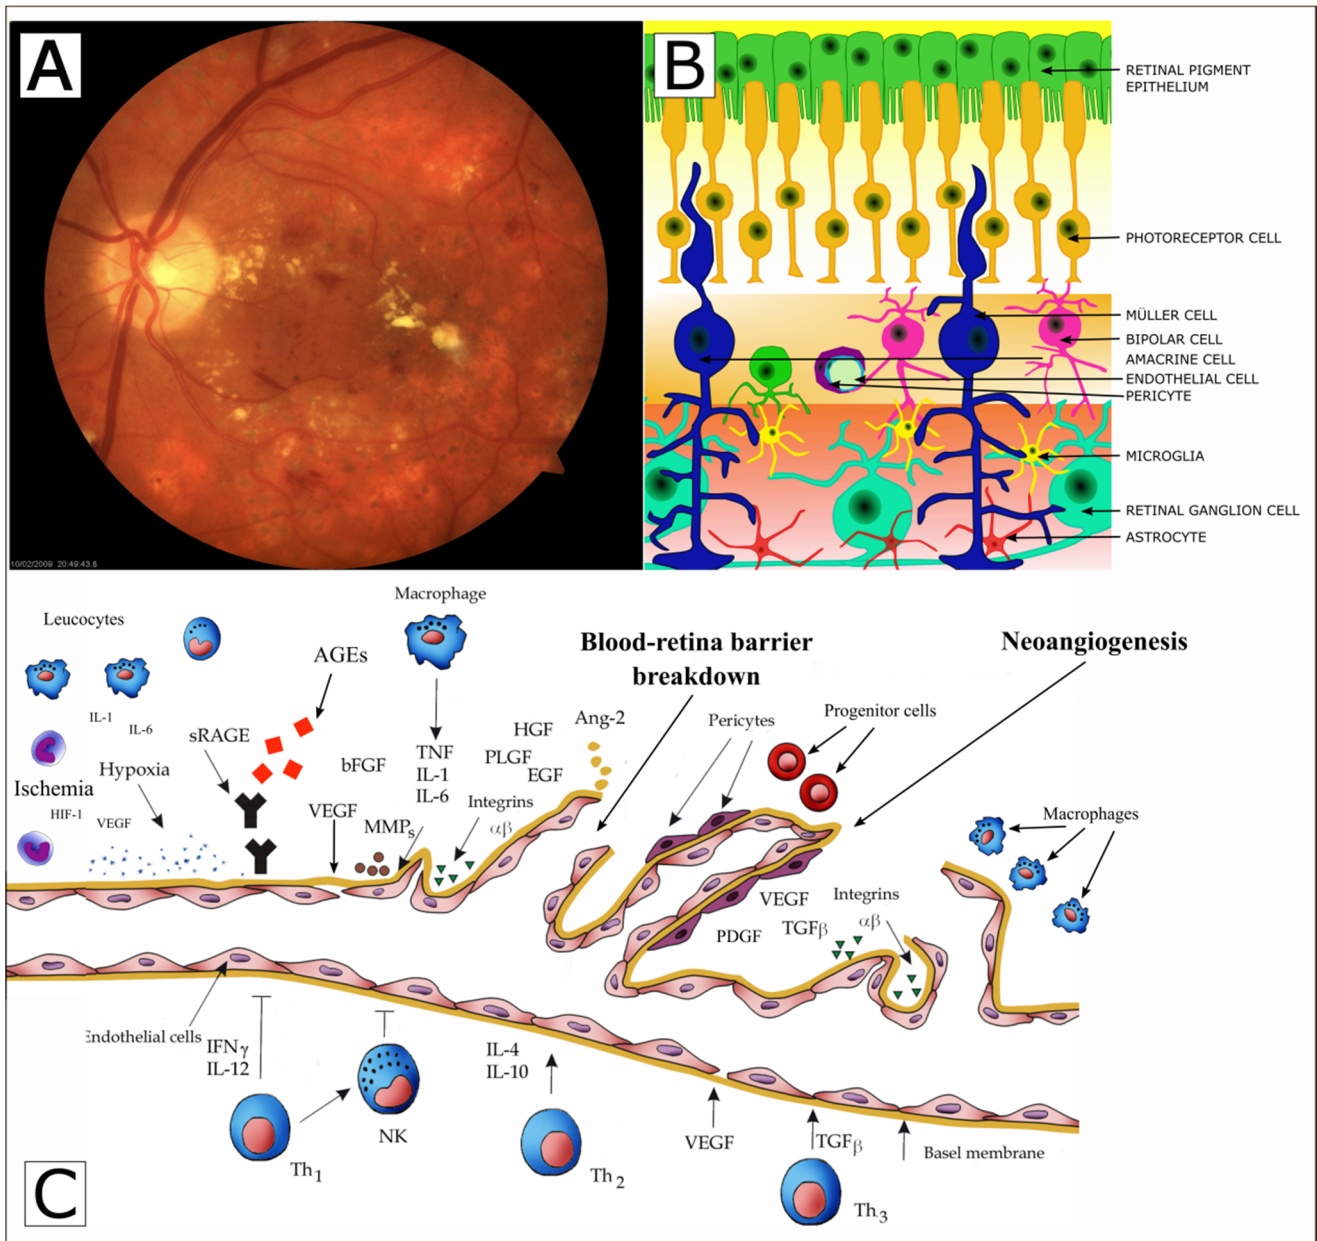 A
10/02/2009 20:49:43.8
B
RETINAL PIGMENT
EPITHELIUM
PHOTORECEPTOR CELL
MÜLLER CELL
BIPOLAR CELL
AMACRINE CELL
ENDOTHELIAL CELL
PERICYTE
MICROGLIA
RETINAL GANGLION CELL
ASTROCYTE
Leucocytes
IL-1
IL-6
Ischemia
HIF-1
Hypoxia
VEGF
sRAGE
AGEs
bFGF
VEGF
Macrophage
TNF
IL-1
IL-6
MMPs
HGF
PLGF
EGF
Ang-2
Integrins
αβ
Blood-retina barrier
breakdown
Pericytes
Progenitor cells
Neoangiogenesis
Macrophages
VEGF
PDGF
TGFβ
Integrins
αβ
Endothelial cells
IFNγ
IL-12
Th1
NK
IL-4
IL-10
Th2
VEGF
TGFβ
Th3
Basel membrane
C